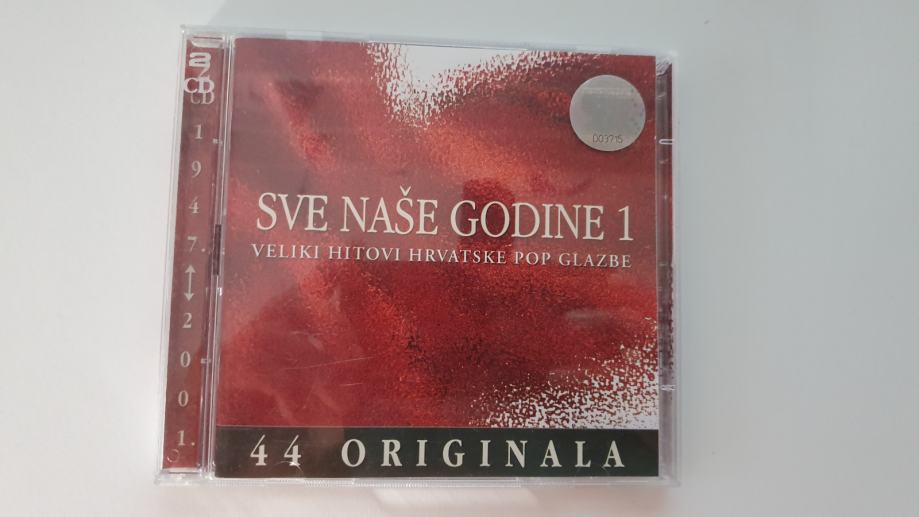 2
CD
1947.↔2001.
003715
SVE NAŠE GODINE 1
VELIKI HITOVI HRVATSKE POP GLAZBE
44 ORIGINALA